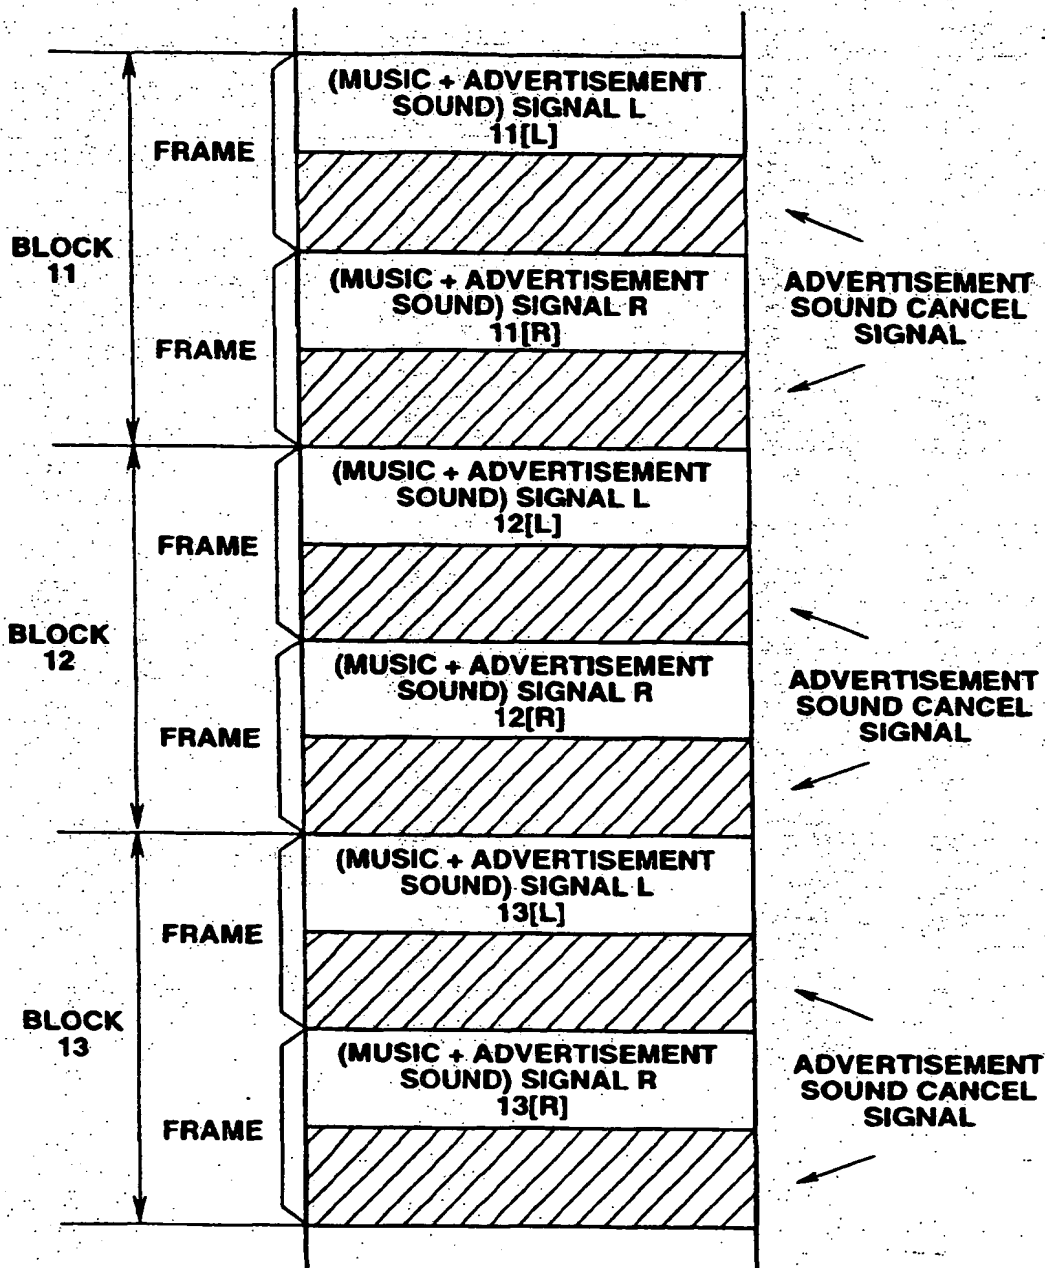 (MUSIC + ADVERTISEMENT
SOUND) SIGNAL L
11[L]
FRAME
BLOCK
11
(MUSIC + ADVERTISEMENT
SOUND) SIGNAL R
11[R]
FRAME
ADVERTISEMENT
SOUND CANCEL
SIGNAL
(MUSIC + ADVERTISEMENT
SOUND) SIGNAL L
12[L]
FRAME
BLOCK
12
(MUSIC + ADVERTISEMENT
SOUND) SIGNAL R
12[R]
FRAME
ADVERTISEMENT
SOUND CANCEL
SIGNAL
(MUSIC + ADVERTISEMENT
SOUND) SIGNAL L
13[L]
FRAME
BLOCK
13
(MUSIC + ADVERTISEMENT
SOUND) SIGNAL R
13[R]
FRAME
ADVERTISEMENT
SOUND CANCEL
SIGNAL